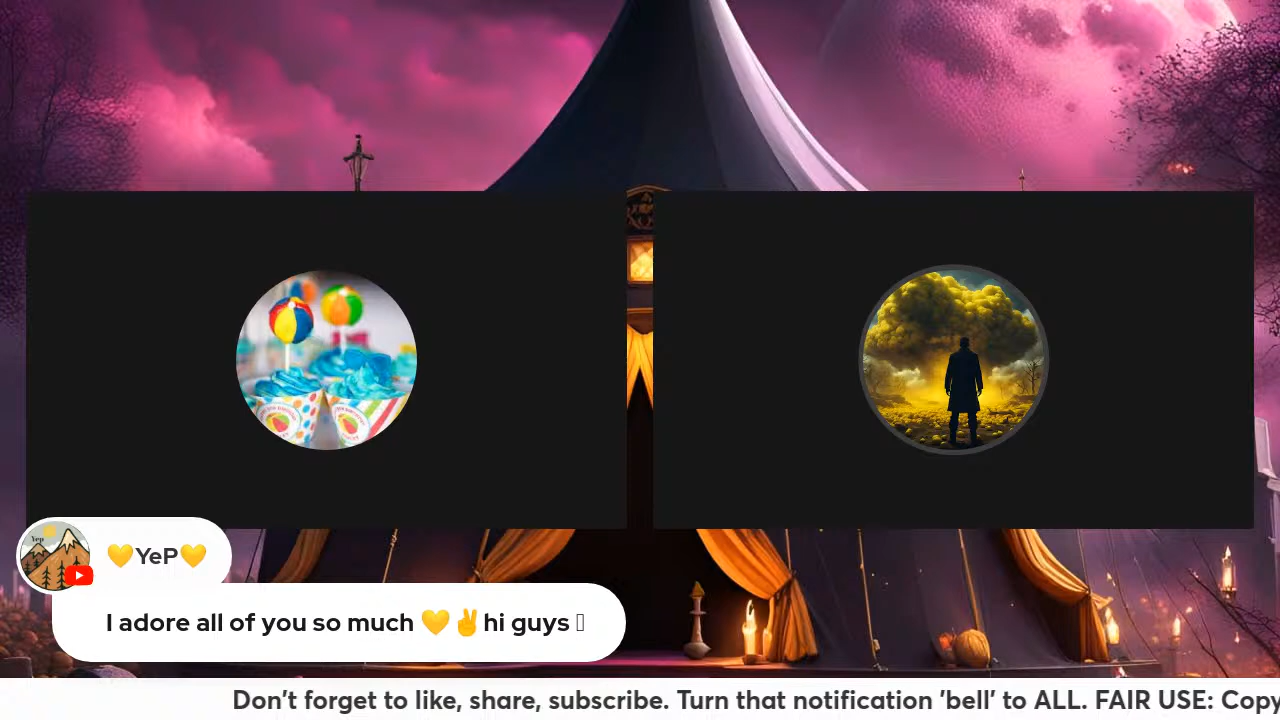 Yep
💛YeP💛
I adore all of you so much 💛✌️hi guys
Don't forget to like, share, subscribe. Turn that notification 'bell' to ALL. FAIR USE: Copy